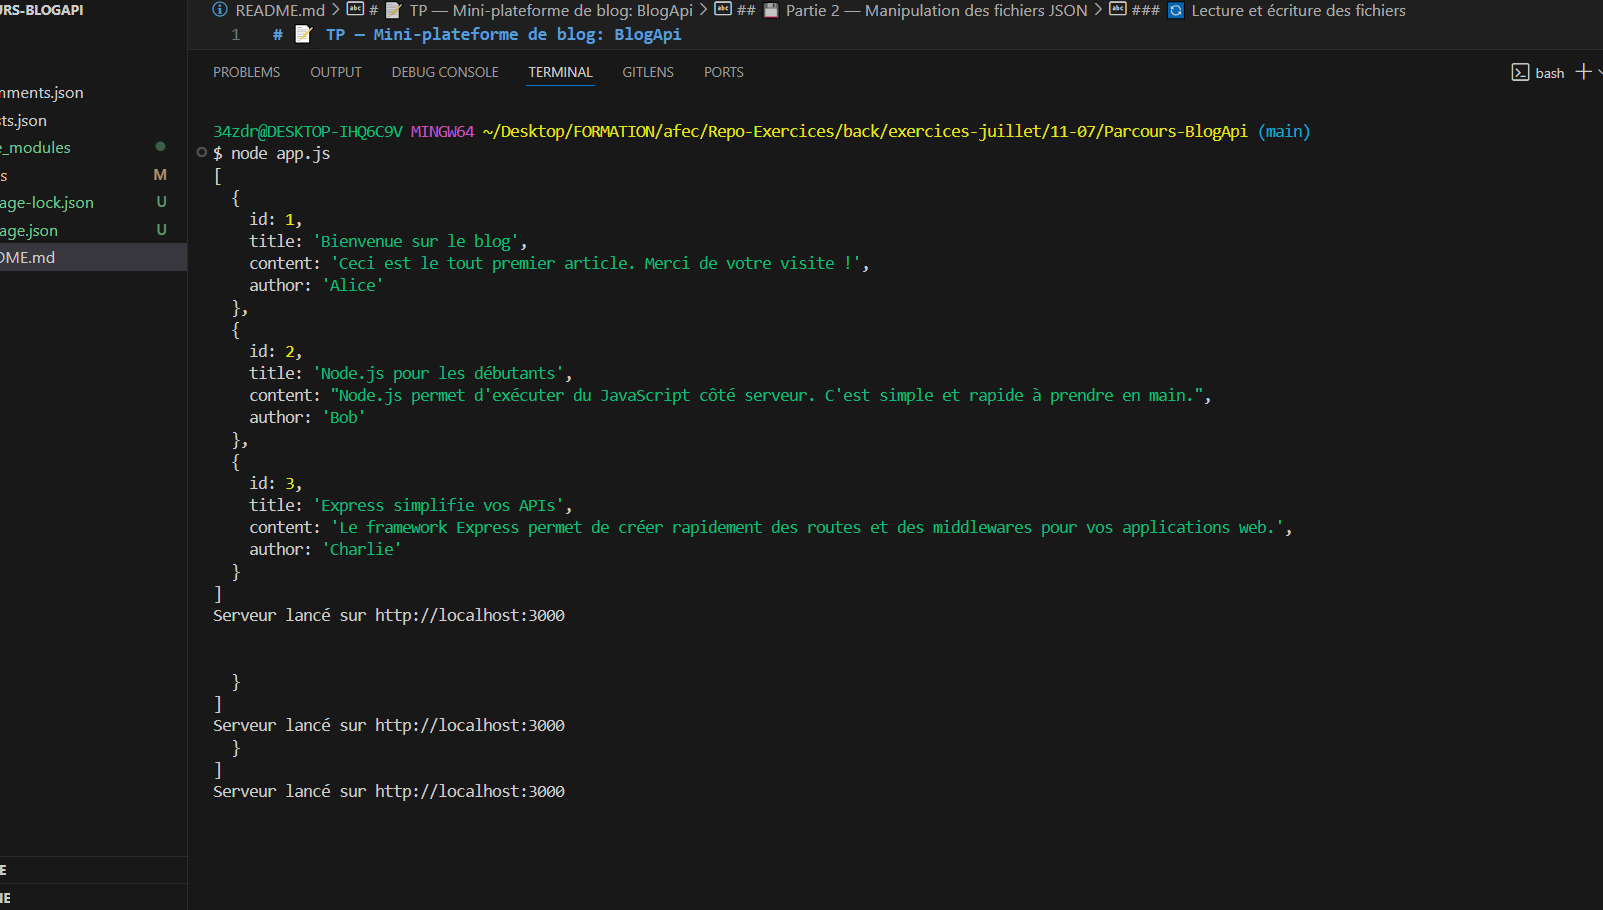 URS-BLOGAPI
README.md > # 📝 TP — Mini-plateforme de blog: BlogApi > ## 💾 Partie 2 — Manipulation des fichiers JSON > ### 🔄 Lecture et écriture des fichiers
1 # 📝 TP — Mini-plateforme de blog: BlogApi
PROBLEMS OUTPUT DEBUG CONSOLE TERMINAL GITLENS PORTS bash
mments.json
ts.json
e_modules
s M
age-lock.json U
age.json U
DME.md
34zdr@DESKTOP-IHQ6C9V MINGW64 ~/Desktop/FORMATION/afec/Repo-Exercices/back/exercices-juillet/11-07/Parcours-BlogApi (main)
$ node app.js
[
  {
    id: 1,
    title: 'Bienvenue sur le blog',
    content: 'Ceci est le tout premier article. Merci de votre visite !',
    author: 'Alice'
  },
  {
    id: 2,
    title: 'Node.js pour les débutants',
    content: "Node.js permet d'exécuter du JavaScript côté serveur. C'est simple et rapide à prendre en main.",
    author: 'Bob'
  },
  {
    id: 3,
    title: 'Express simplifie vos APIs',
    content: 'Le framework Express permet de créer rapidement des routes et des middlewares pour vos applications web.',
    author: 'Charlie'
  }
]
Serveur lancé sur http://localhost:3000
  }
]
Serveur lancé sur http://localhost:3000
  }
]
Serveur lancé sur http://localhost:3000
E
NE